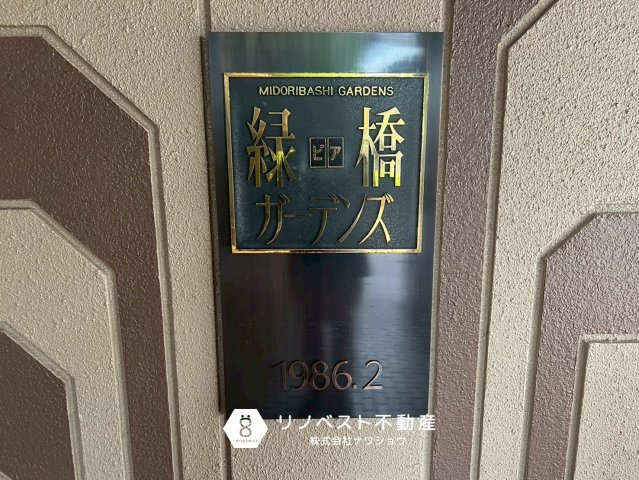 MIDORIBASHI GARDENS
緑ピア橋
ガーデンズ
1986.2
リノベスト不動産
株式会社ナワショウ